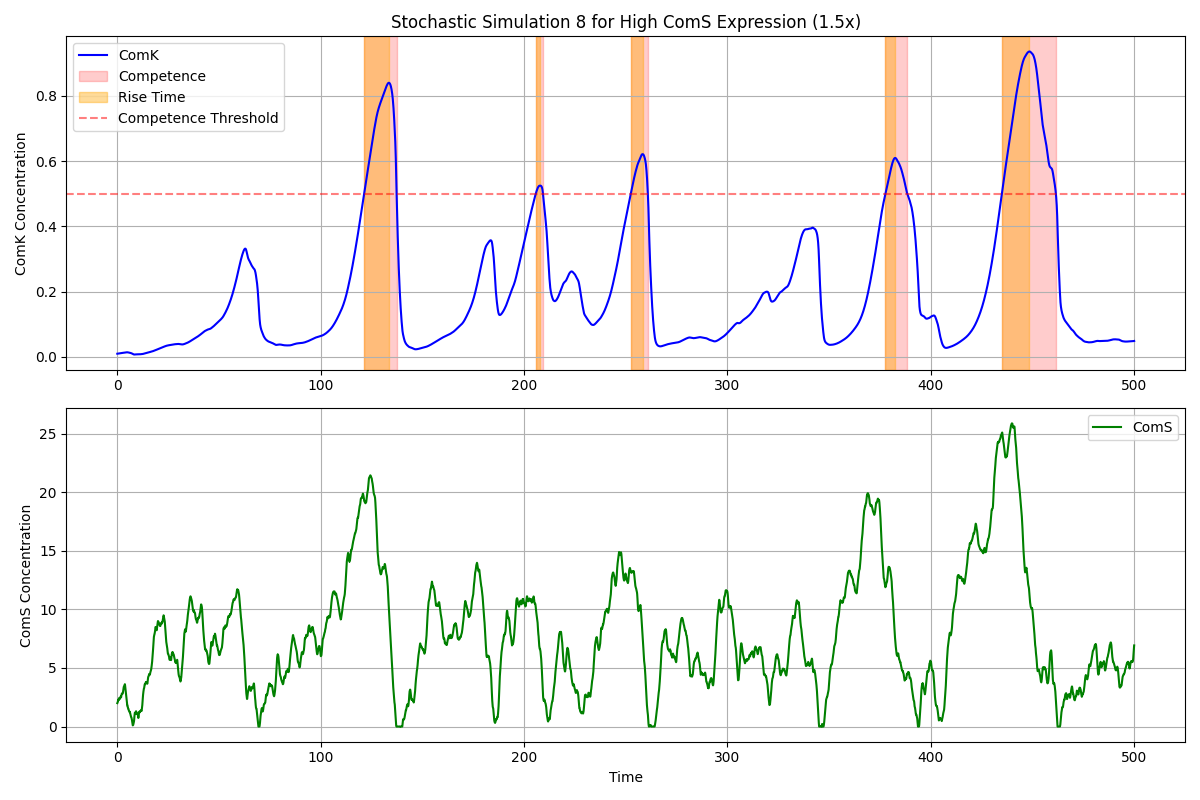 Stochastic Simulation 8 for High ComS Expression (1.5x)
ComK
Competence
Rise Time
Competence Threshold
ComK Concentration
0.8
0.6
0.4
0.2
0.0
0 100 200 300 400 500
ComS
ComS Concentration
25
20
15
10
5
0
0 100 200 300 400 500
Time